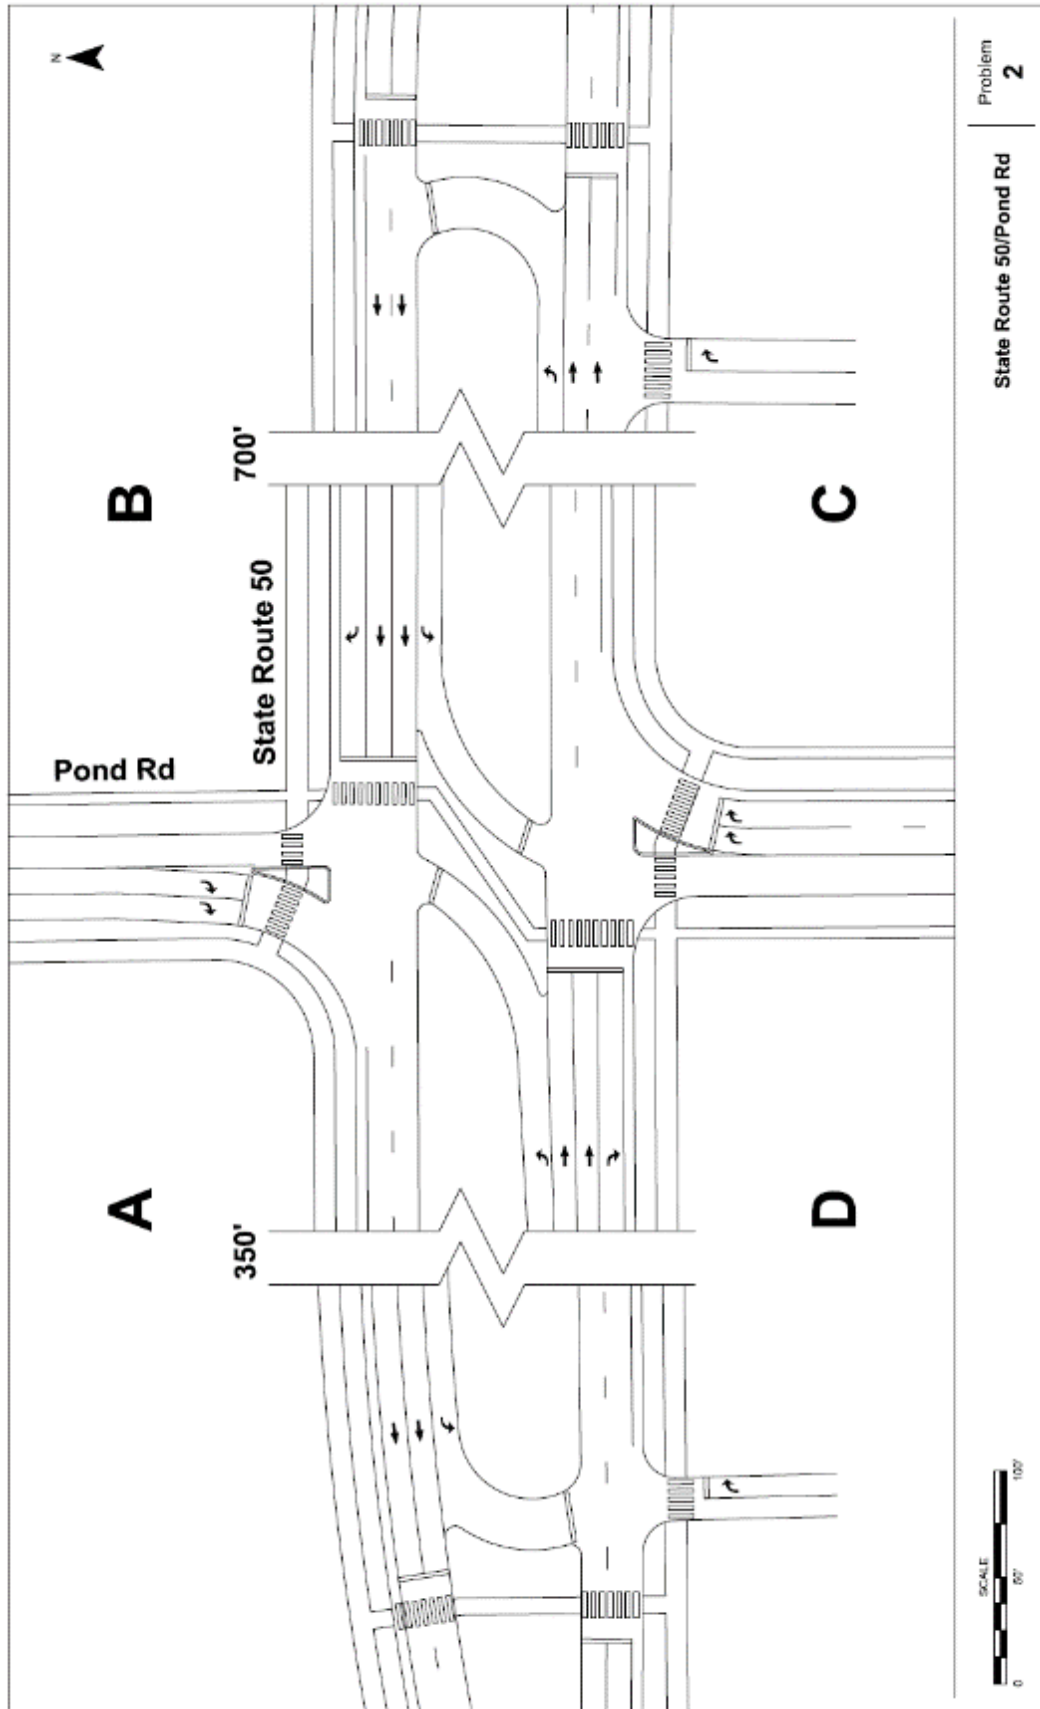 N
B
A
C
D
Pond Rd
State Route 50
700'
350'
SCALE
0 50' 100'
State Route 50/Pond Rd
Problem
2